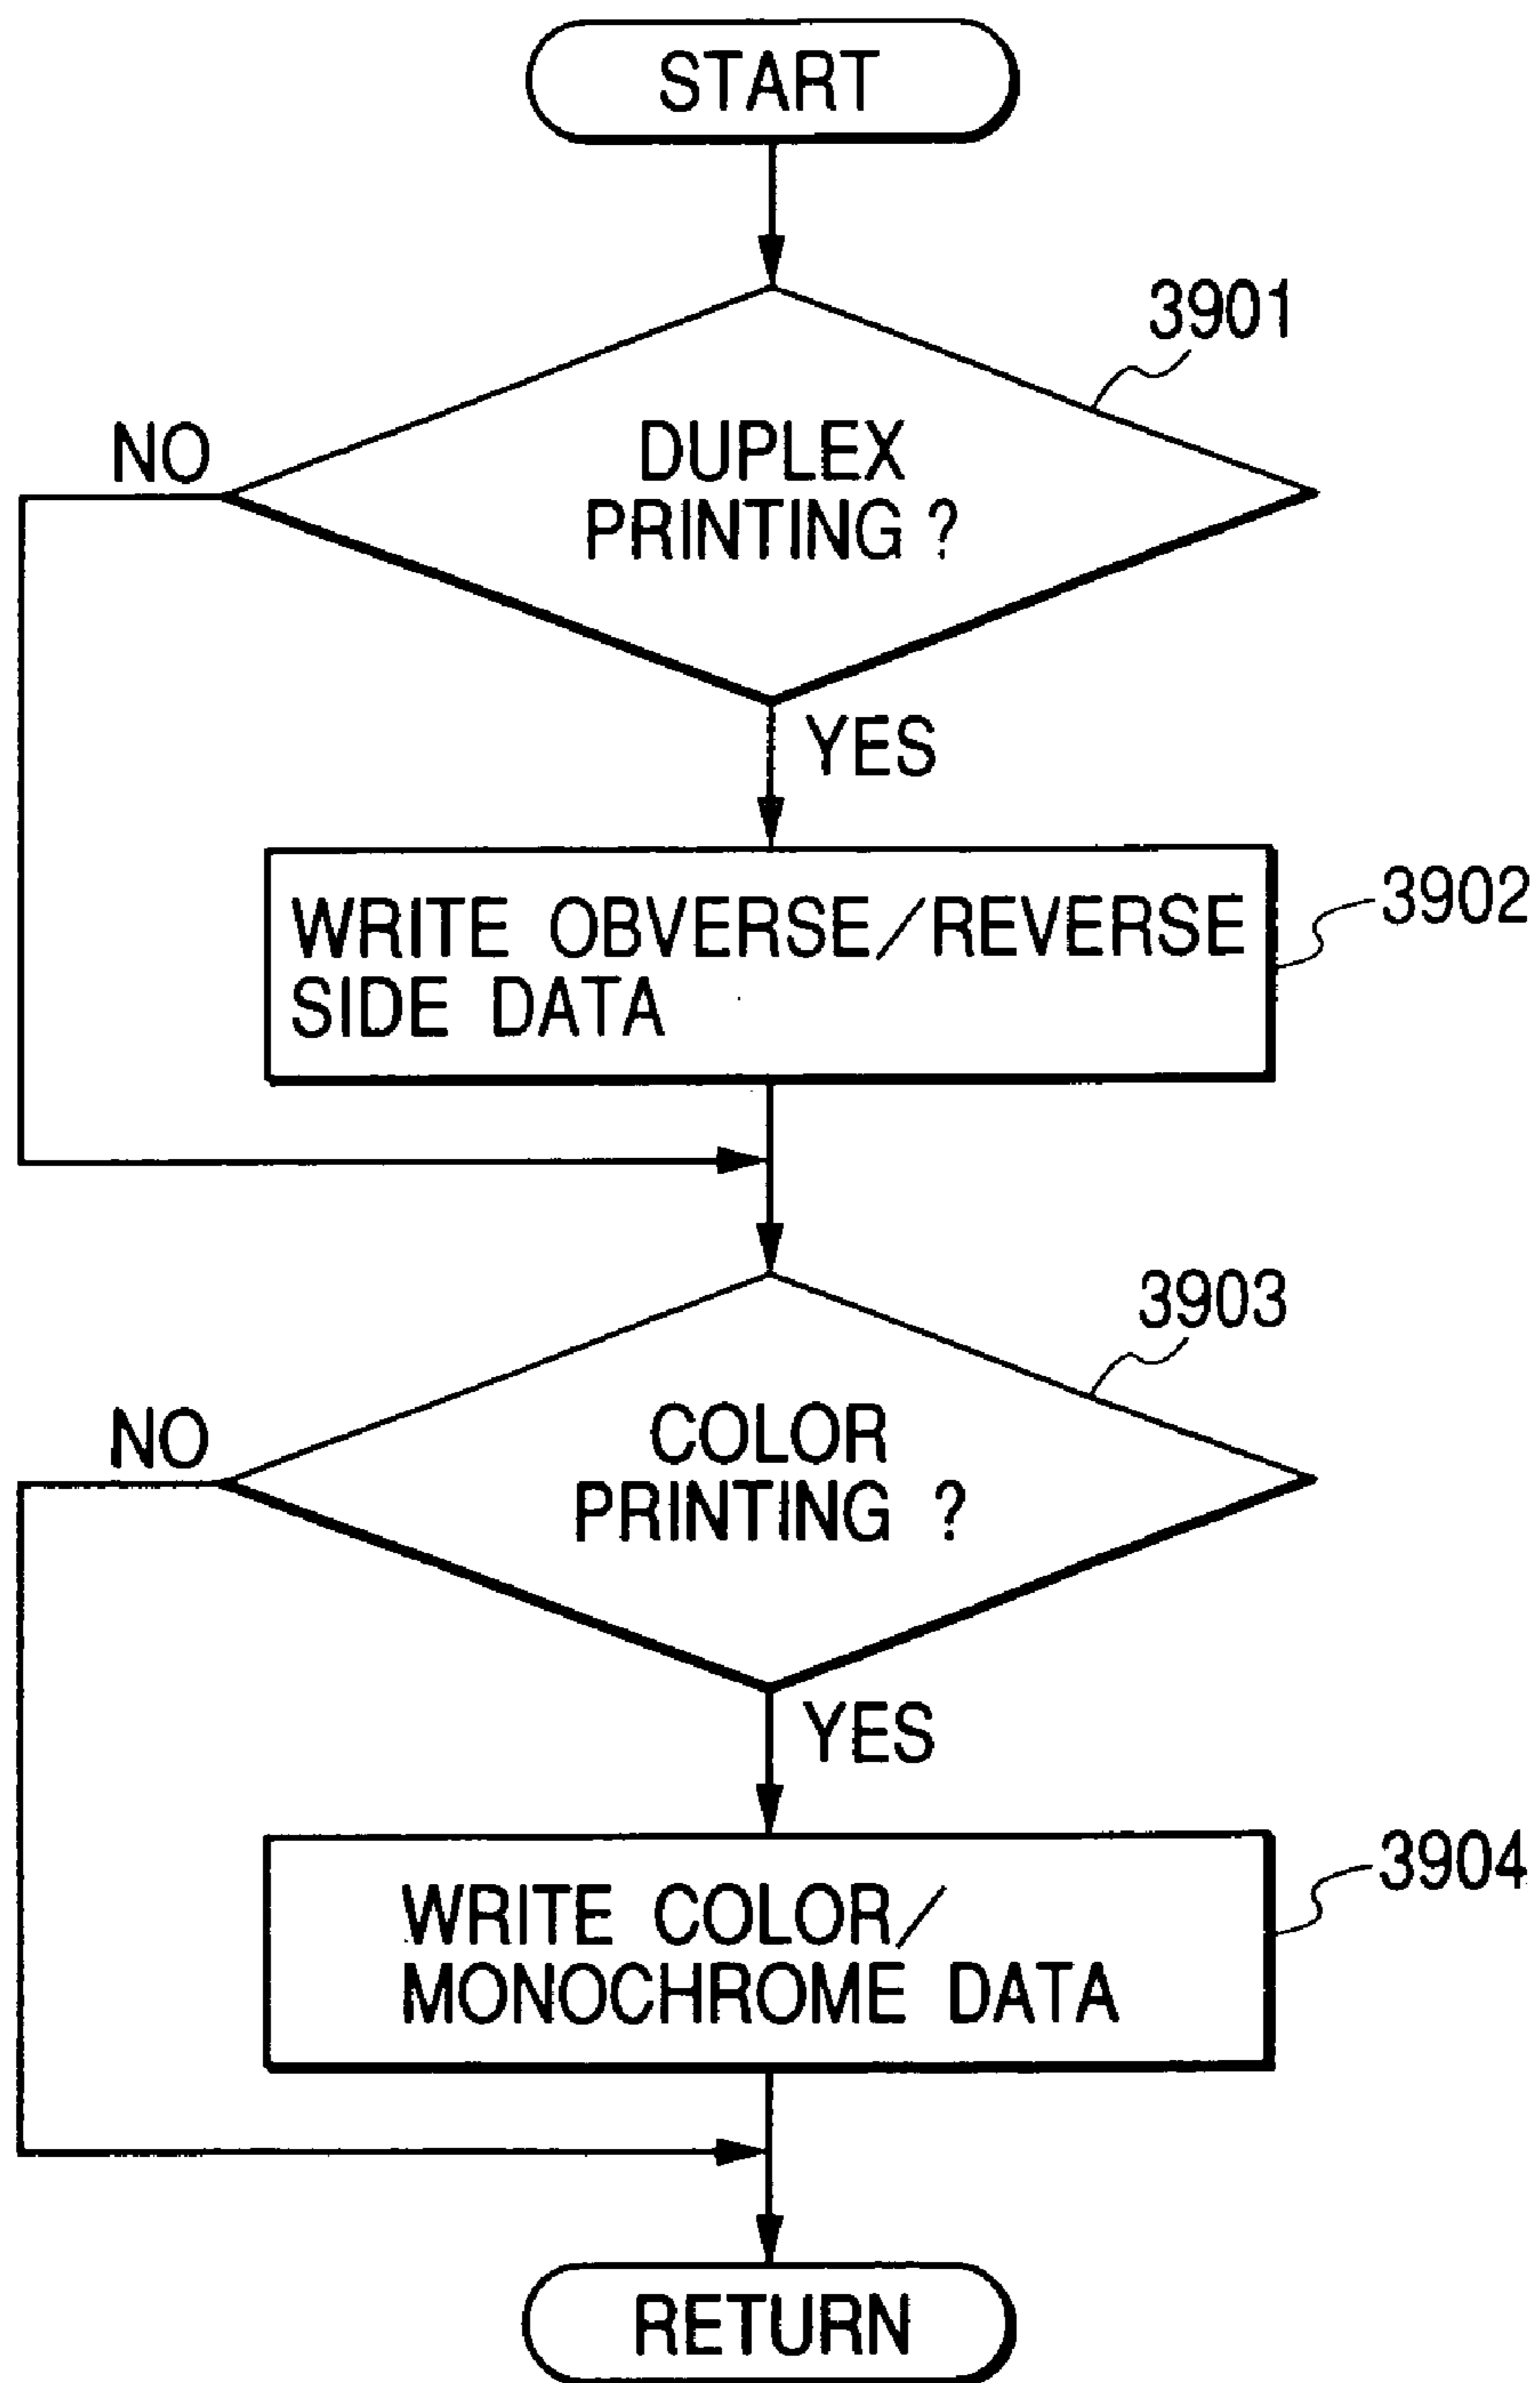 START
3901
NO
DUPLEX
PRINTING ?
YES
WRITE OBVERSE/REVERSE
SIDE DATA
3902
3903
NO
COLOR
PRINTING ?
YES
WRITE COLOR/
MONOCHROME DATA
3904
RETURN